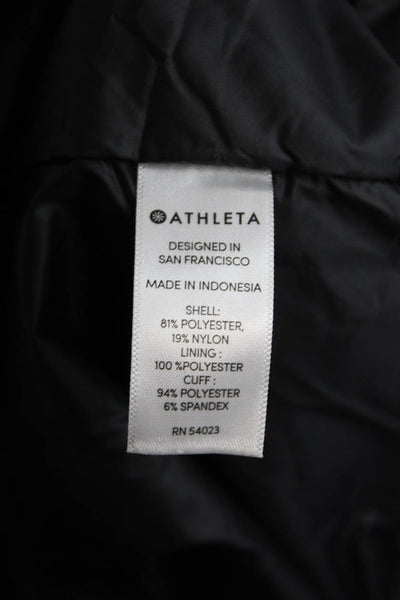 ATHLETA
DESIGNED IN
SAN FRANCISCO
MADE IN INDONESIA
SHELL:
81% POLYESTER,
19% NYLON
LINING :
100 %POLYESTER
CUFF :
94% POLYESTER
6% SPANDEX
RN 54023